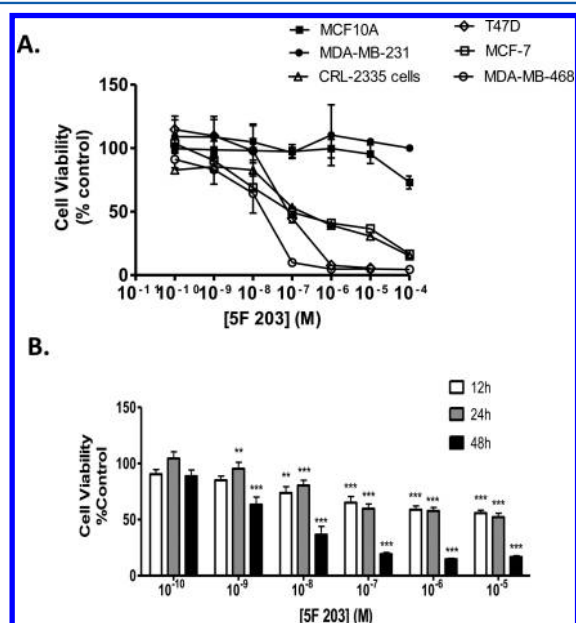 A.
MCF10A
MDA-MB-231
CRL-2335 cells
T47D
MCF-7
MDA-MB-468
150
100
50
0
Cell Viability
(% control)
10-11 10-10 10-9 10-8 10-7 10-6 10-5 10-4
[5F 203] (M)
B.
12h
24h
48h
150
100
50
0
Cell Viability
%Control
** *** ** *** *** *** *** *** *** *** *** *** *** ***
10-10 10-9 10-8 10-7 10-6 10-5
[5F 203] (M)